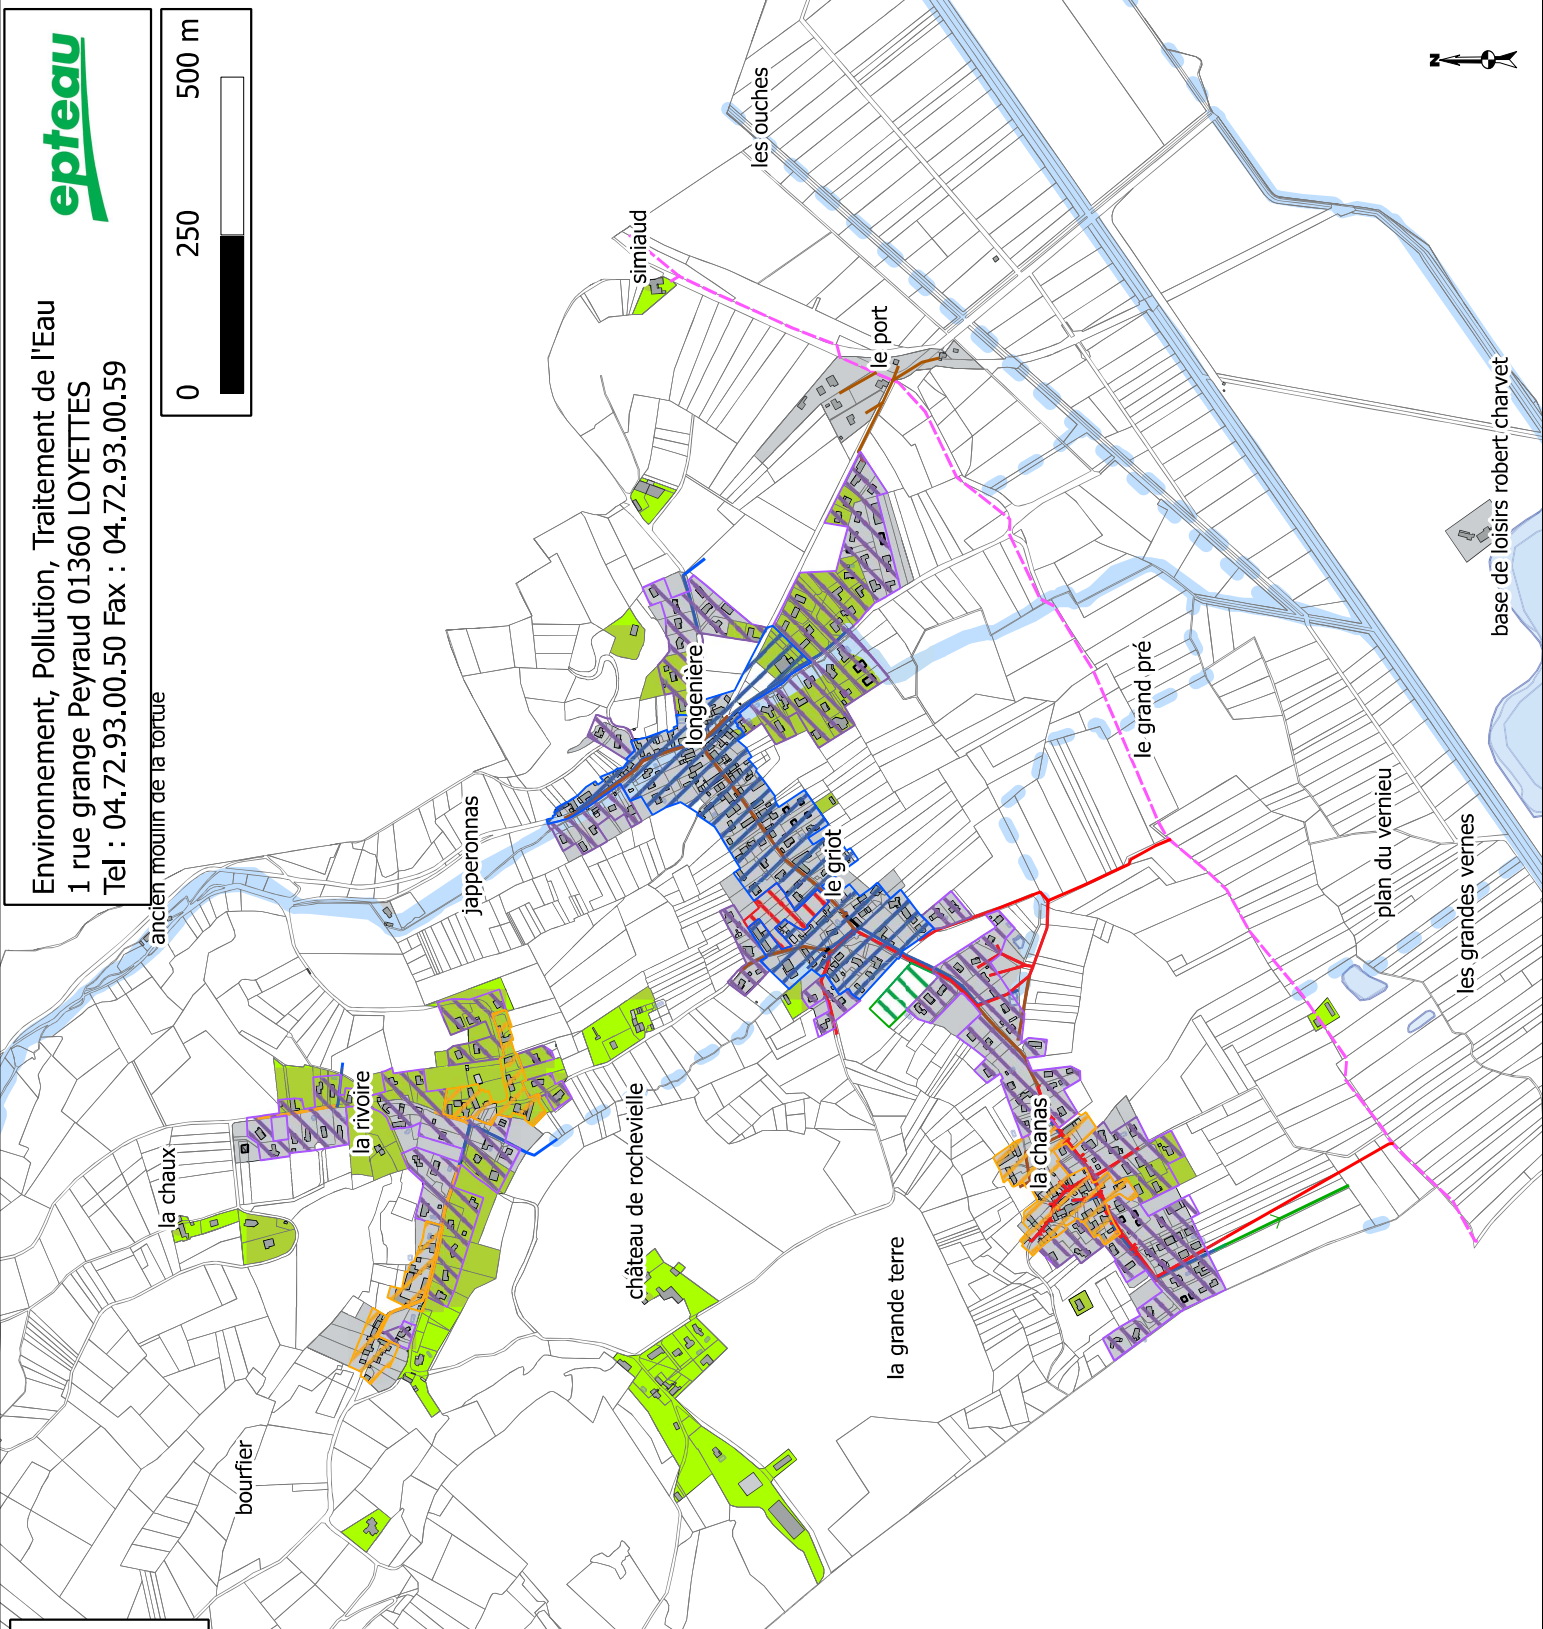 epteau
Environnement, Pollution, Traitement de l'Eau
1 rue grange Peyraud 01360 LOYETTES
Tel : 04.72.93.00.50 Fax : 04.72.93.00.59
0 250 500 m
N
ancien moulin de la tortue
la chaux
bourfier
la rivoire
japperonnas
château de rochevielle
simiaud
longenière
les ouches
le griot
le port
la grande terre
la chanas
le grand pré
plan du vernieu
les grandes vernes
base de loisirs robert charvet